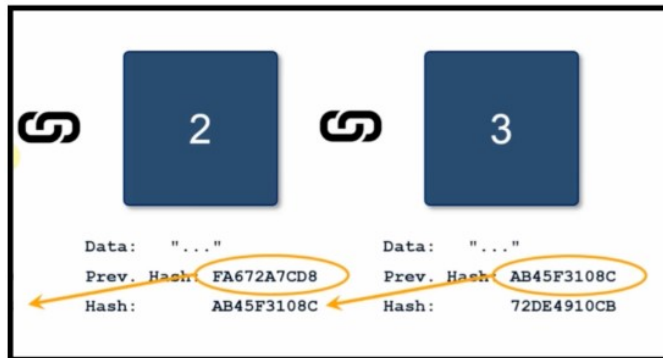 2
3
Data: "..."
Prev. Hash: FA672A7CD8
Hash: AB45F3108C
Data: "..."
Prev. Hash: AB45F3108C
Hash: 72DE4910CB